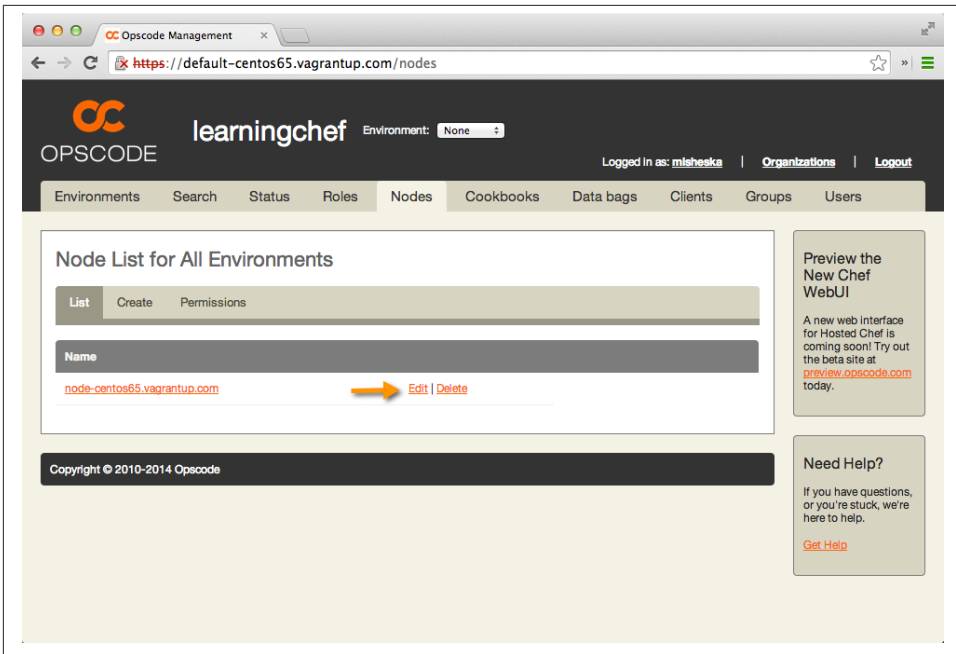 Opscode Management
https://default-centos65.vagrantup.com/nodes
OPSCODE
learningchef
Environment: None
Logged in as: misheska | Organizations | Logout
Environments Search Status Roles Nodes Cookbooks Data bags Clients Groups Users
Node List for All Environments
List Create Permissions
Name
node-centos65.vagrantup.com Edit | Delete
Copyright © 2010-2014 Opscode
Preview the
New Chef
WebUI
A new web interface
for Hosted Chef is
coming soon! Try out
the beta site at
preview.opscode.com
today.
Need Help?
If you have questions,
or you're stuck, we're
here to help.
Get Help